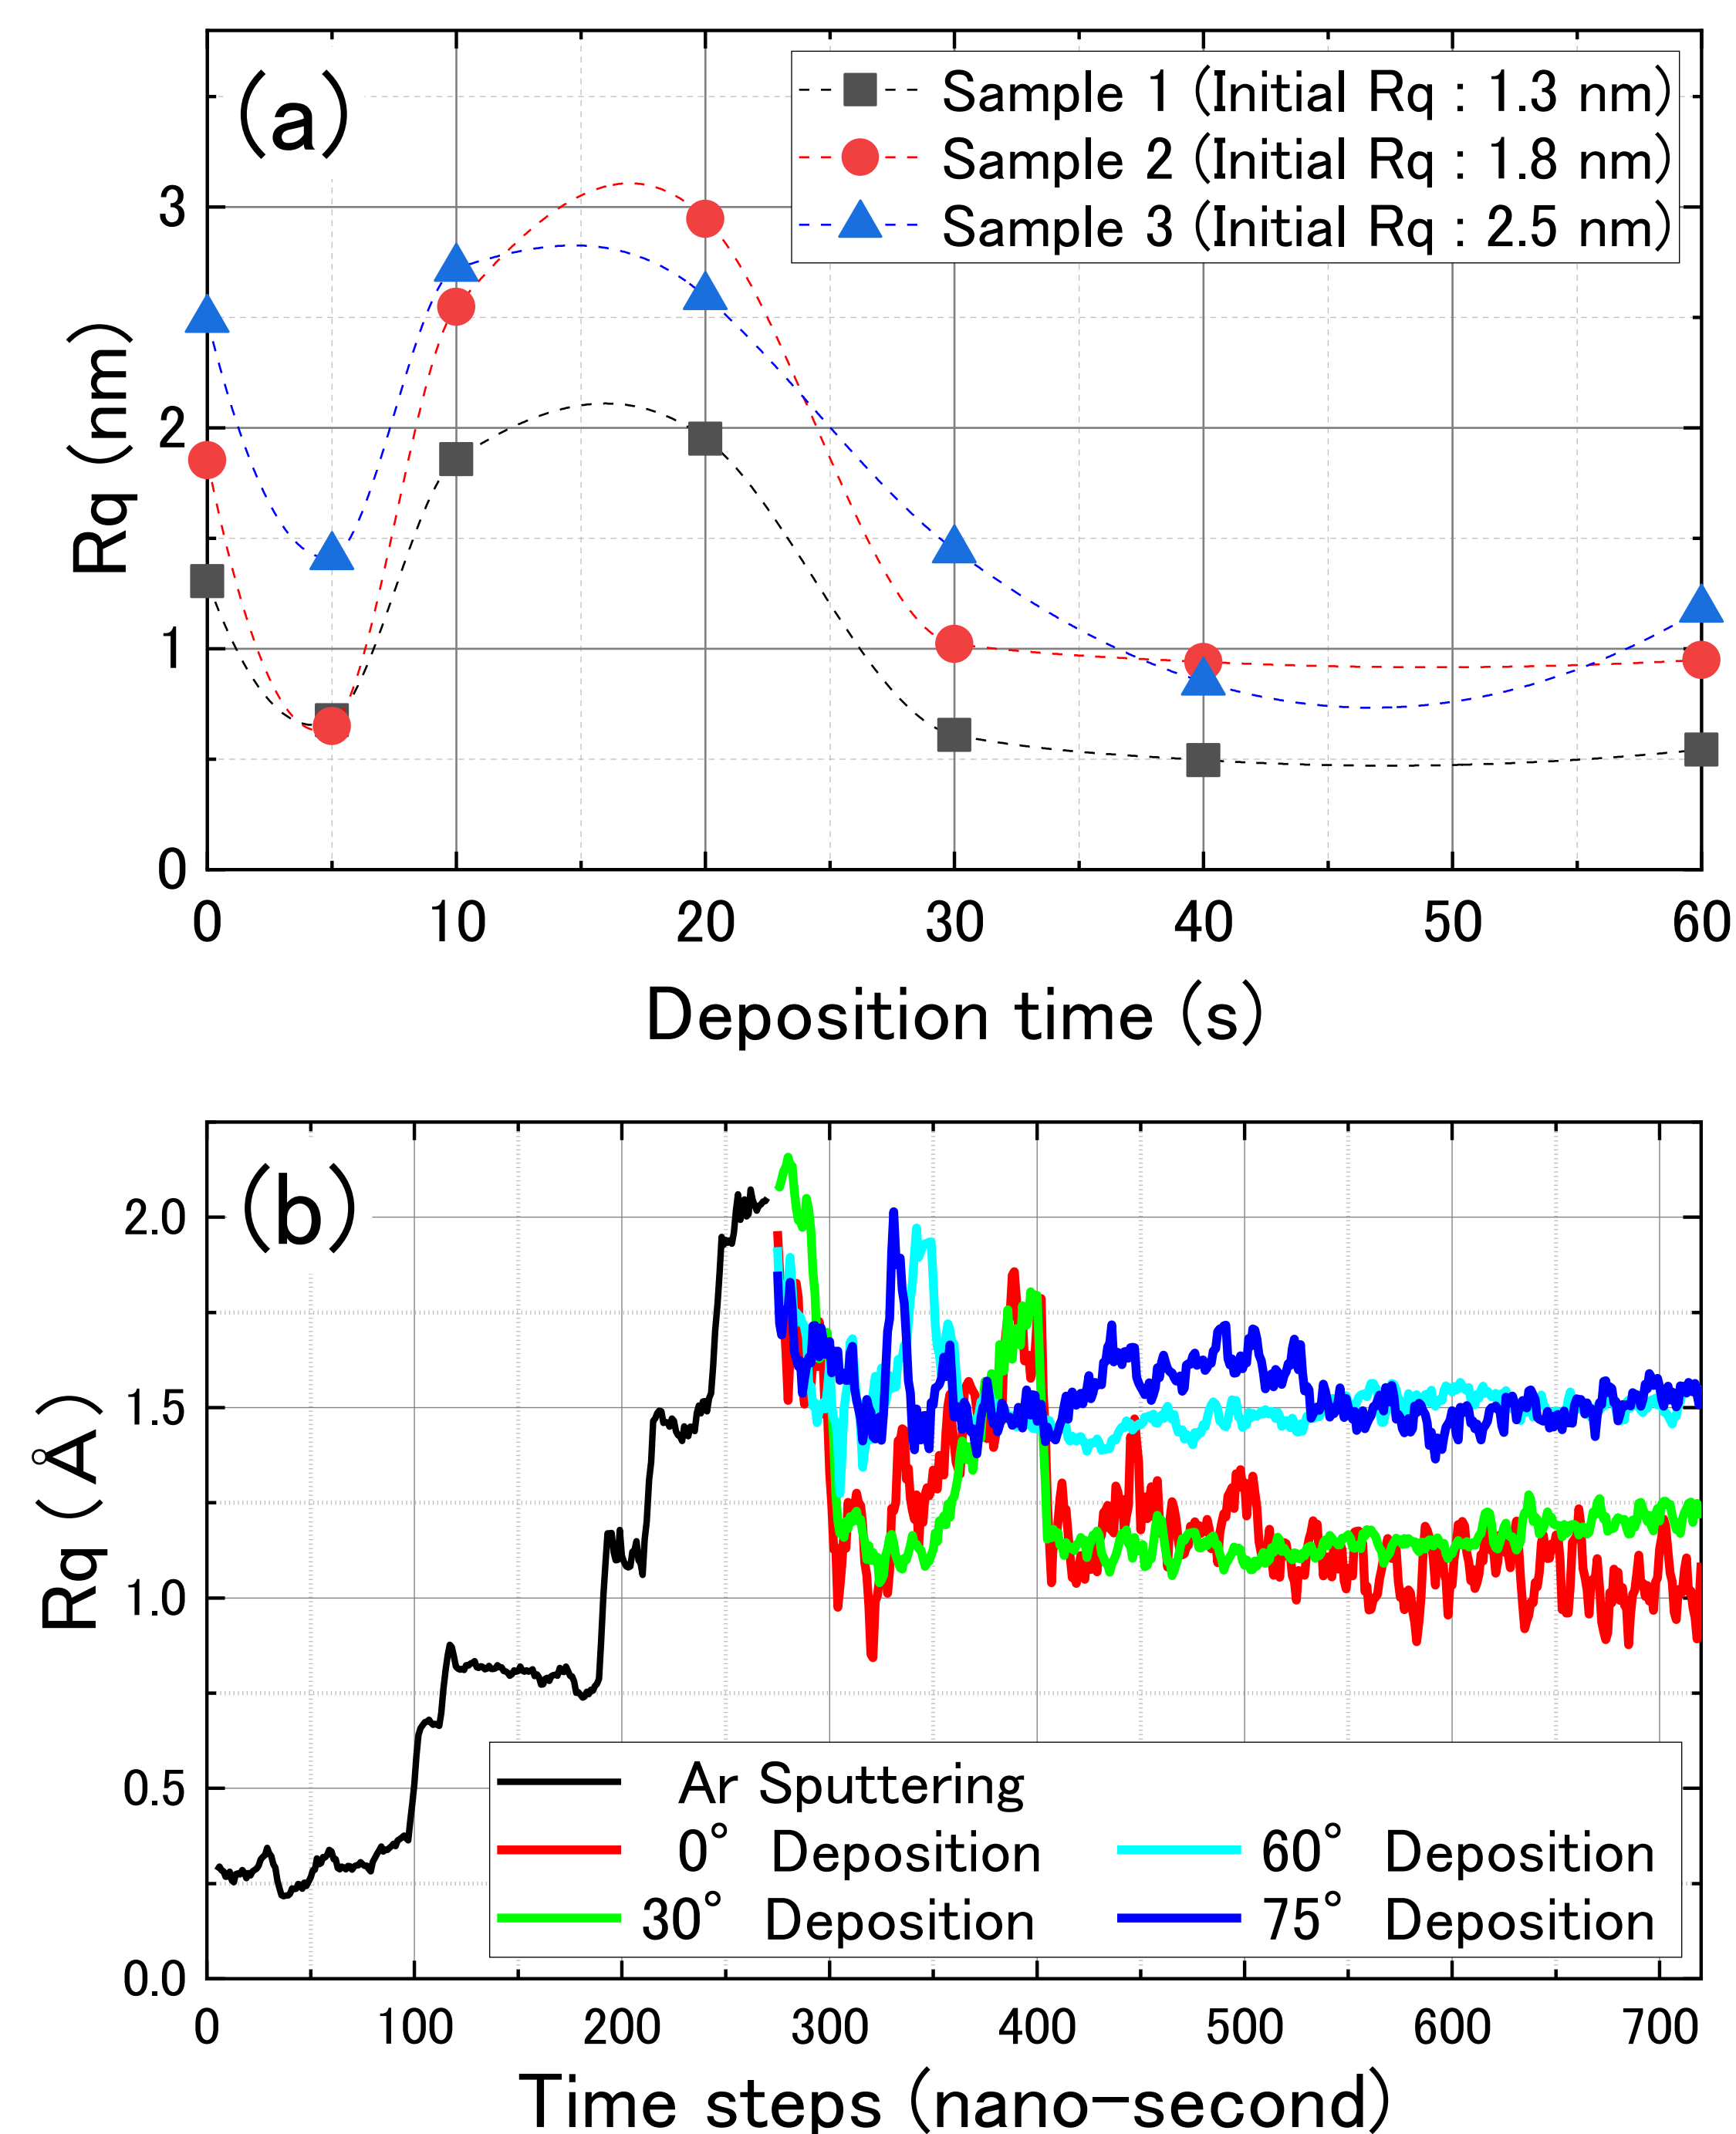 (a)
Sample 1 (Initial Rq : 1.3 nm)
Sample 2 (Initial Rq : 1.8 nm)
Sample 3 (Initial Rq : 2.5 nm)
Rq (nm)
3
2
1
0
0 10 20 30 40 50 60
Deposition time (s)
(b)
Rq ( Å )
2.0
1.5
1.0
0.5
0.0
Ar Sputtering
0° Deposition
60° Deposition
30° Deposition
75° Deposition
0 100 200 300 400 500 600 700
Time steps (nano-second)